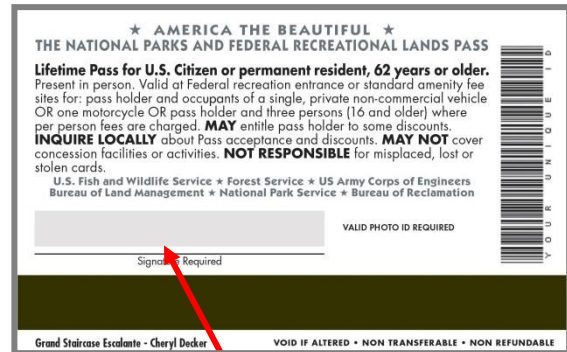 ★ AMERICA THE BEAUTIFUL ★
THE NATIONAL PARKS AND FEDERAL RECREATIONAL LANDS PASS
Lifetime Pass for U.S. Citizen or permanent resident, 62 years or older.
Present in person. Valid at Federal recreation entrance or standard amenity fee
sites for: pass holder and occupants of a single, private non-commercial vehicle
OR one motorcycle OR pass holder and three persons (16 and older) where
per person fees are charged. MAY entitle pass holder to some discounts.
INQUIRE LOCALLY about Pass acceptance and discounts. MAY NOT cover
concession facilities or activities. NOT RESPONSIBLE for misplaced, lost or
stolen cards.
U.S. Fish and Wildlife Service ★ Forest Service ★ US Army Corps of Engineers
Bureau of Land Management ★ National Park Service ★ Bureau of Reclamation
VALID PHOTO ID REQUIRED
Signature Required
YOUR UNIQUE ID
Grand Staircase Escalante - Cheryl Decker
VOID IF ALTERED • NON TRANSFERABLE • NON REFUNDABLE